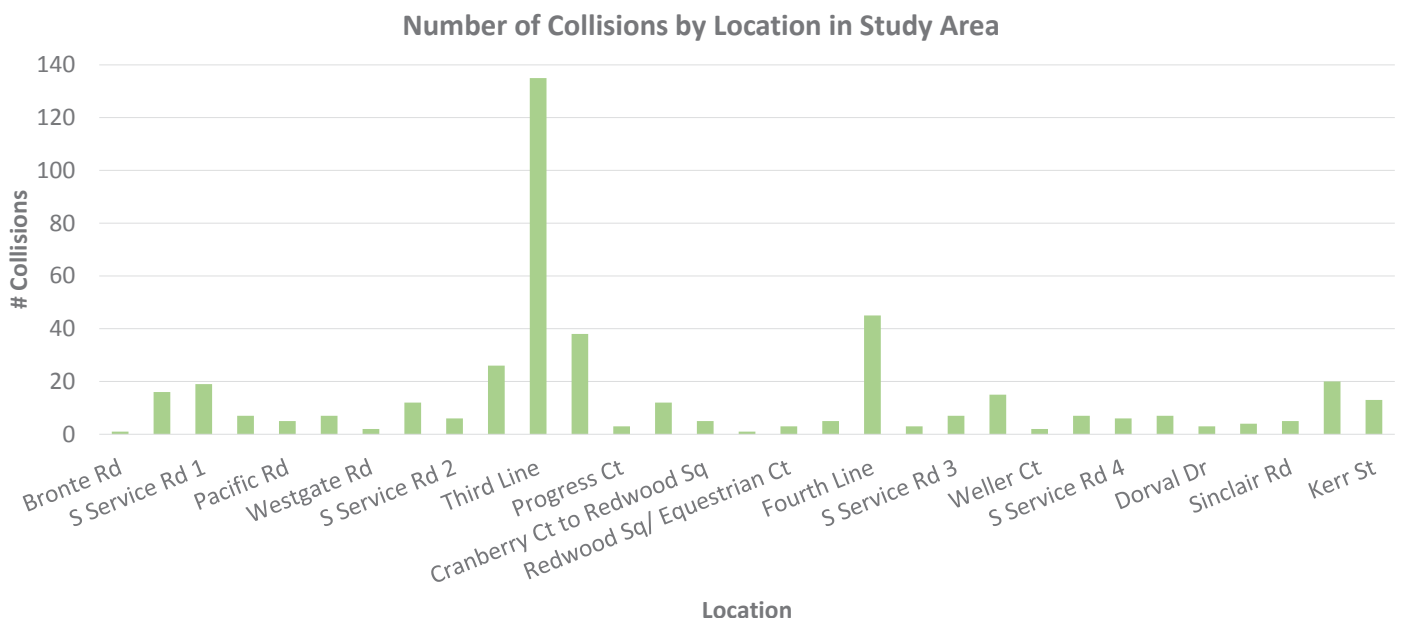 Number of Collisions by Location in Study Area
140
120
100
80
60
40
20
0
# Collisions
Bronte Rd
S Service Rd 1
Pacific Rd
Westgate Rd
S Service Rd 2
Third Line
Progress Ct
Cranberry Ct to Redwood Sq
Redwood Sq/ Equestrian Ct
Fourth Line
S Service Rd 3
Weller Ct
S Service Rd 4
Dorval Dr
Sinclair Rd
Kerr St
Location